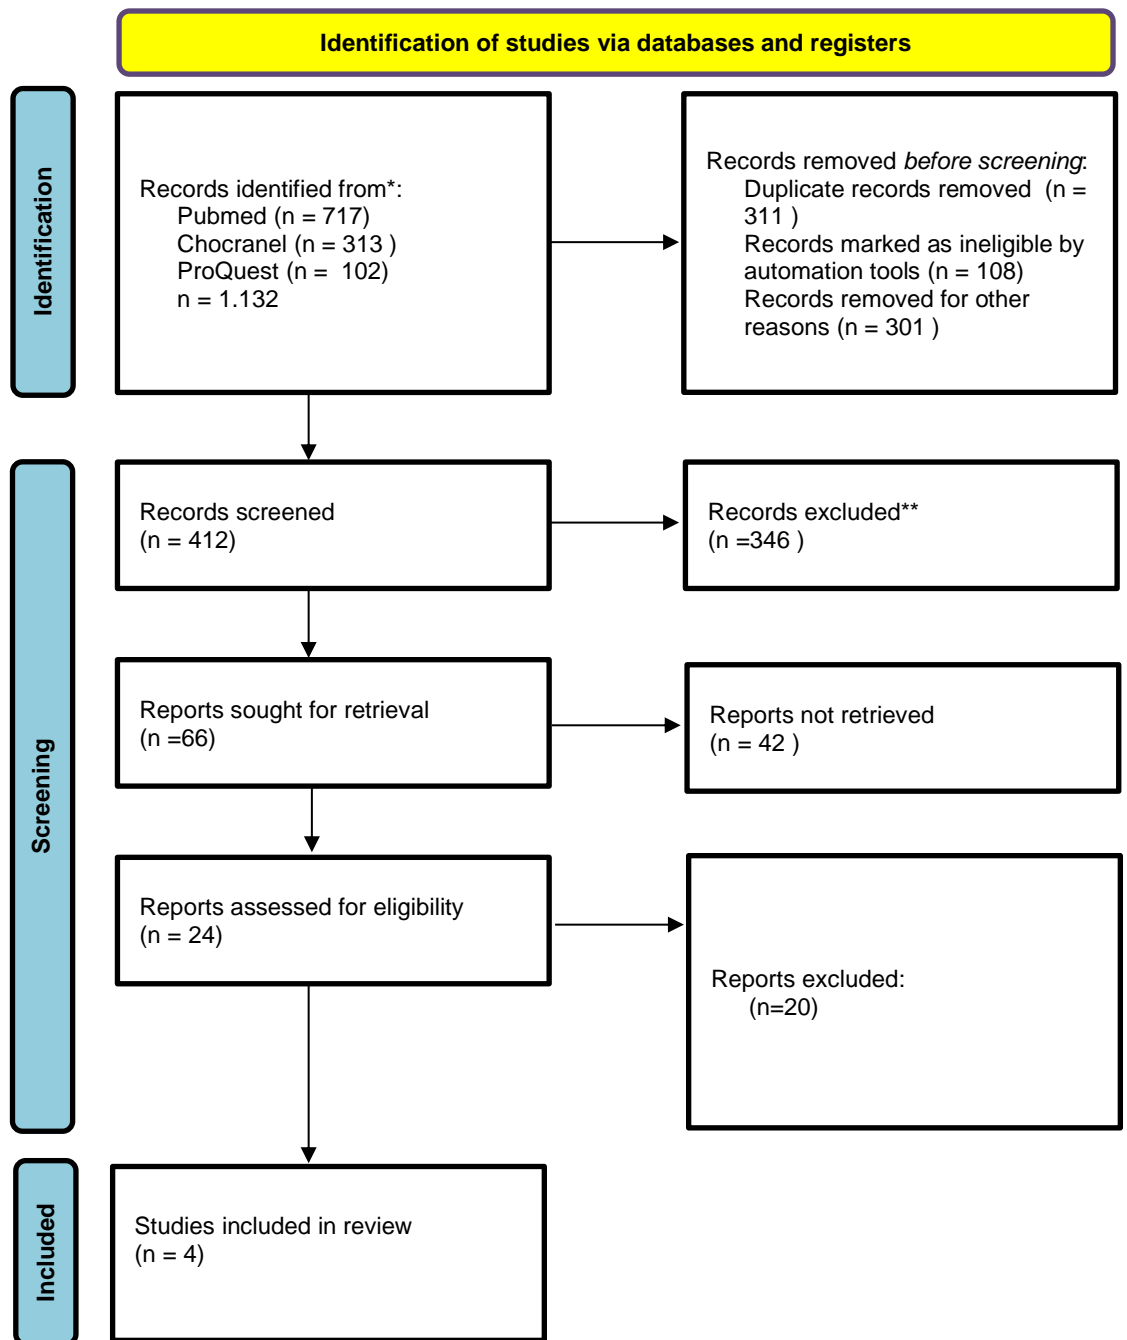 Identification of studies via databases and registers
Identification
Records identified from*:
Pubmed (n = 717)
Chocranel (n = 313 )
ProQuest (n =  102)
n = 1.132
Records removed before screening:
Duplicate records removed  (n =
311 )
Records marked as ineligible by
automation tools (n = 108)
Records removed for other
reasons (n = 301 )
Screening
Records screened
(n = 412)
Records excluded**
(n =346 )
Reports sought for retrieval
(n =66)
Reports not retrieved
(n = 42 )
Reports assessed for eligibility
(n = 24)
Reports excluded:
(n=20)
Included
Studies included in review
(n = 4)